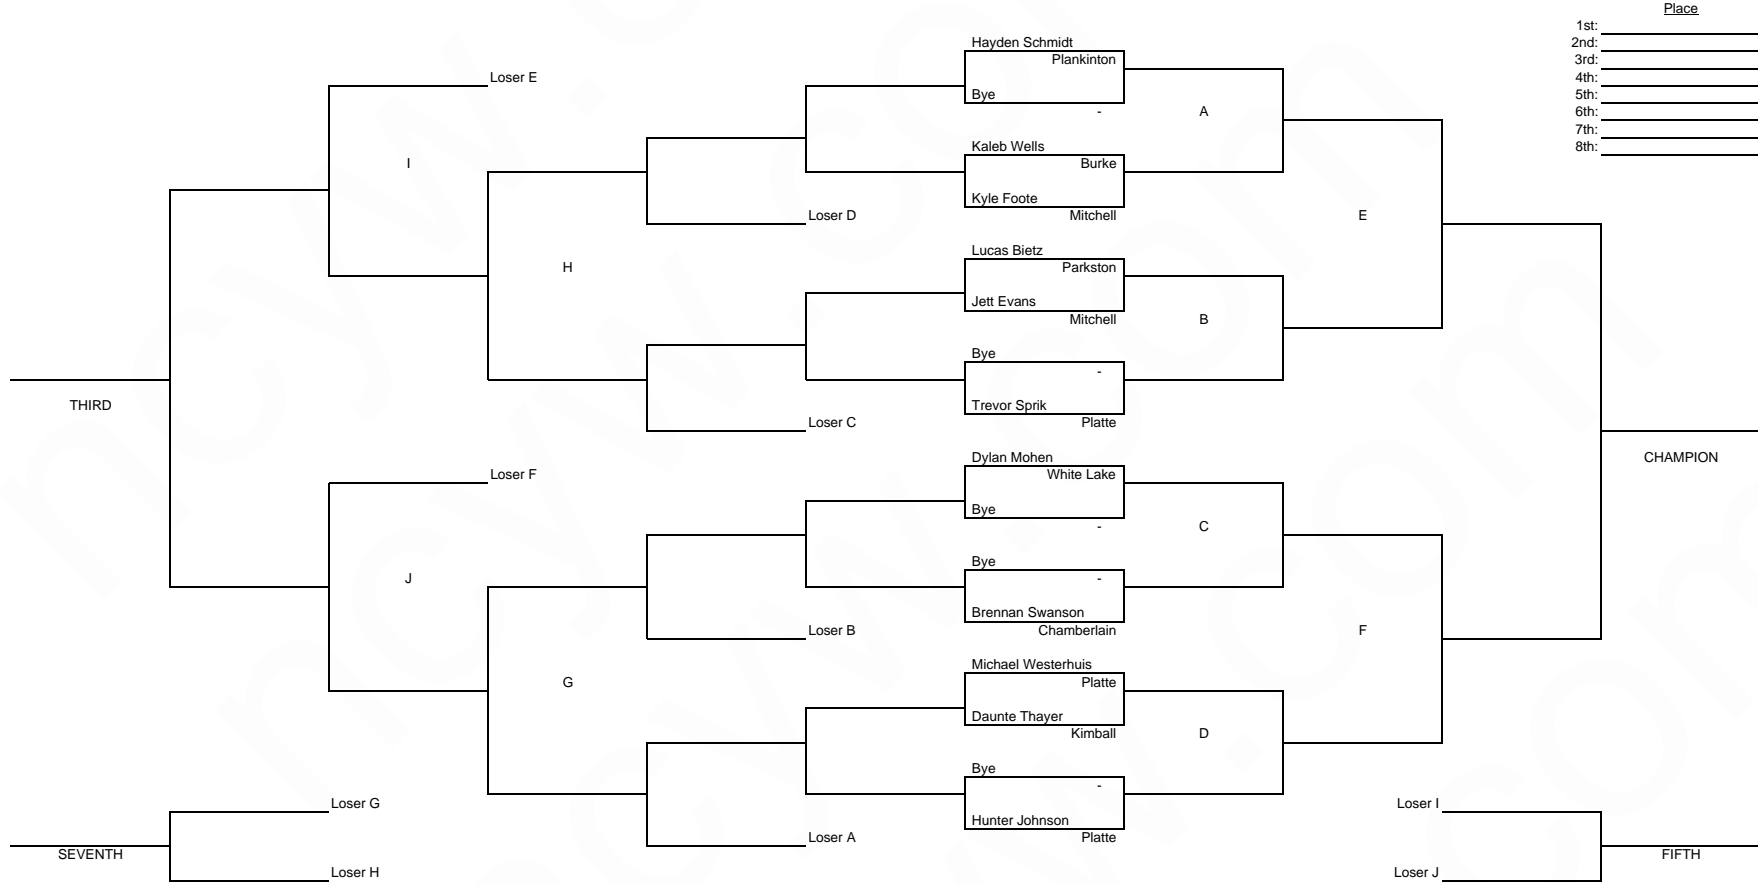 Place
1st:
2nd:
3rd:
4th:
5th:
6th:
7th:
8th:
Hayden Schmidt
Plankinton
Bye
-
A
Kaleb Wells
Burke
Kyle Foote
Mitchell
Loser E
I
Loser D
E
Lucas Bietz
Parkston
H
Jett Evans
Mitchell
B
Bye
-
Trevor Sprik
Platte
THIRD
Loser C
CHAMPION
Dylan Mohen
White Lake
Loser F
Bye
-
C
Bye
-
J
Brennan Swanson
Chamberlain
Loser B
F
Michael Westerhuis
Platte
G
Daunte Thayer
Kimball
D
Bye
-
Hunter Johnson
Platte
Loser G
Loser A
Loser I
SEVENTH
FIFTH
Loser H
Loser J